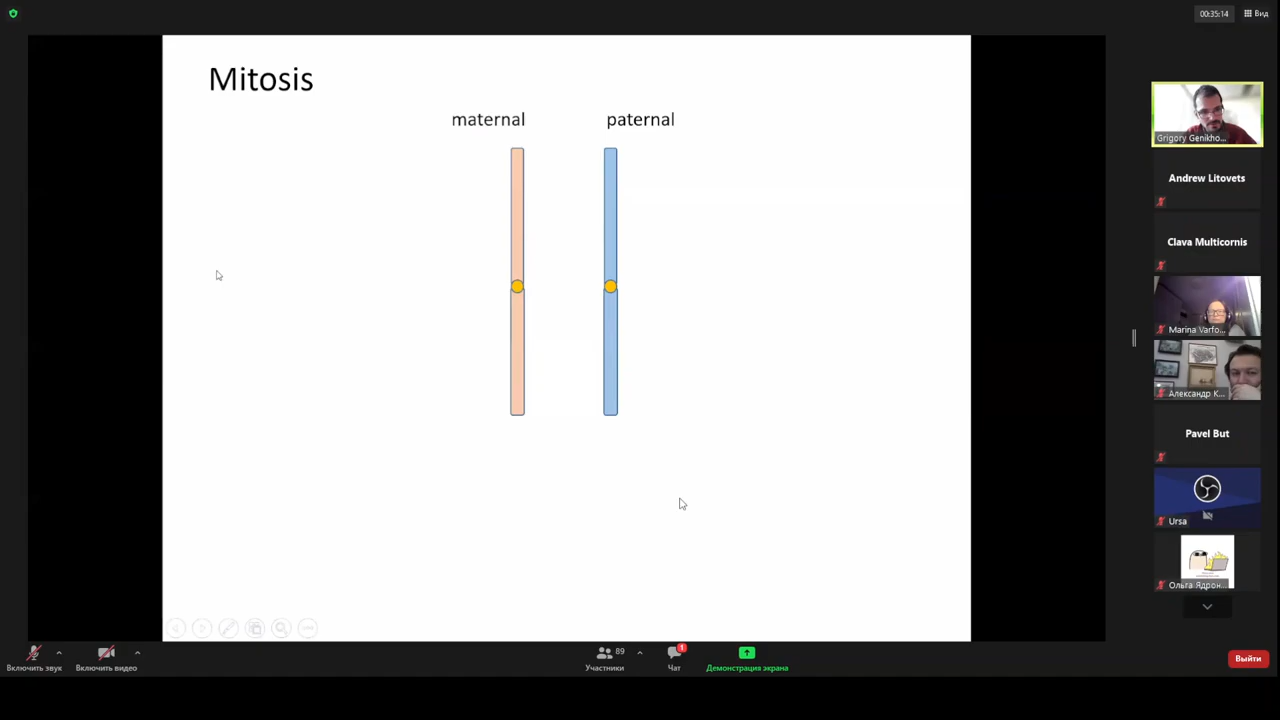 00:35:14
Вид
Mitosis
maternal
paternal
Grigory Genikho...
Andrew Litovets
Clava Multicornis
Marina Varfo...
Александр К...
Pavel But
Ursa
Ольга Ядрон...
Включить звук
Включить видео
89
Участники
1
Чат
Демонстрация экрана
Выйти